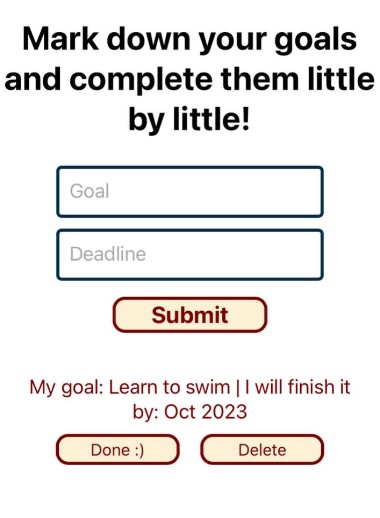 Mark down your goals
and complete them little
by little!
Goal
Deadline
Submit
My goal: Learn to swim | I will finish it
by: Oct 2023
Done :)
Delete